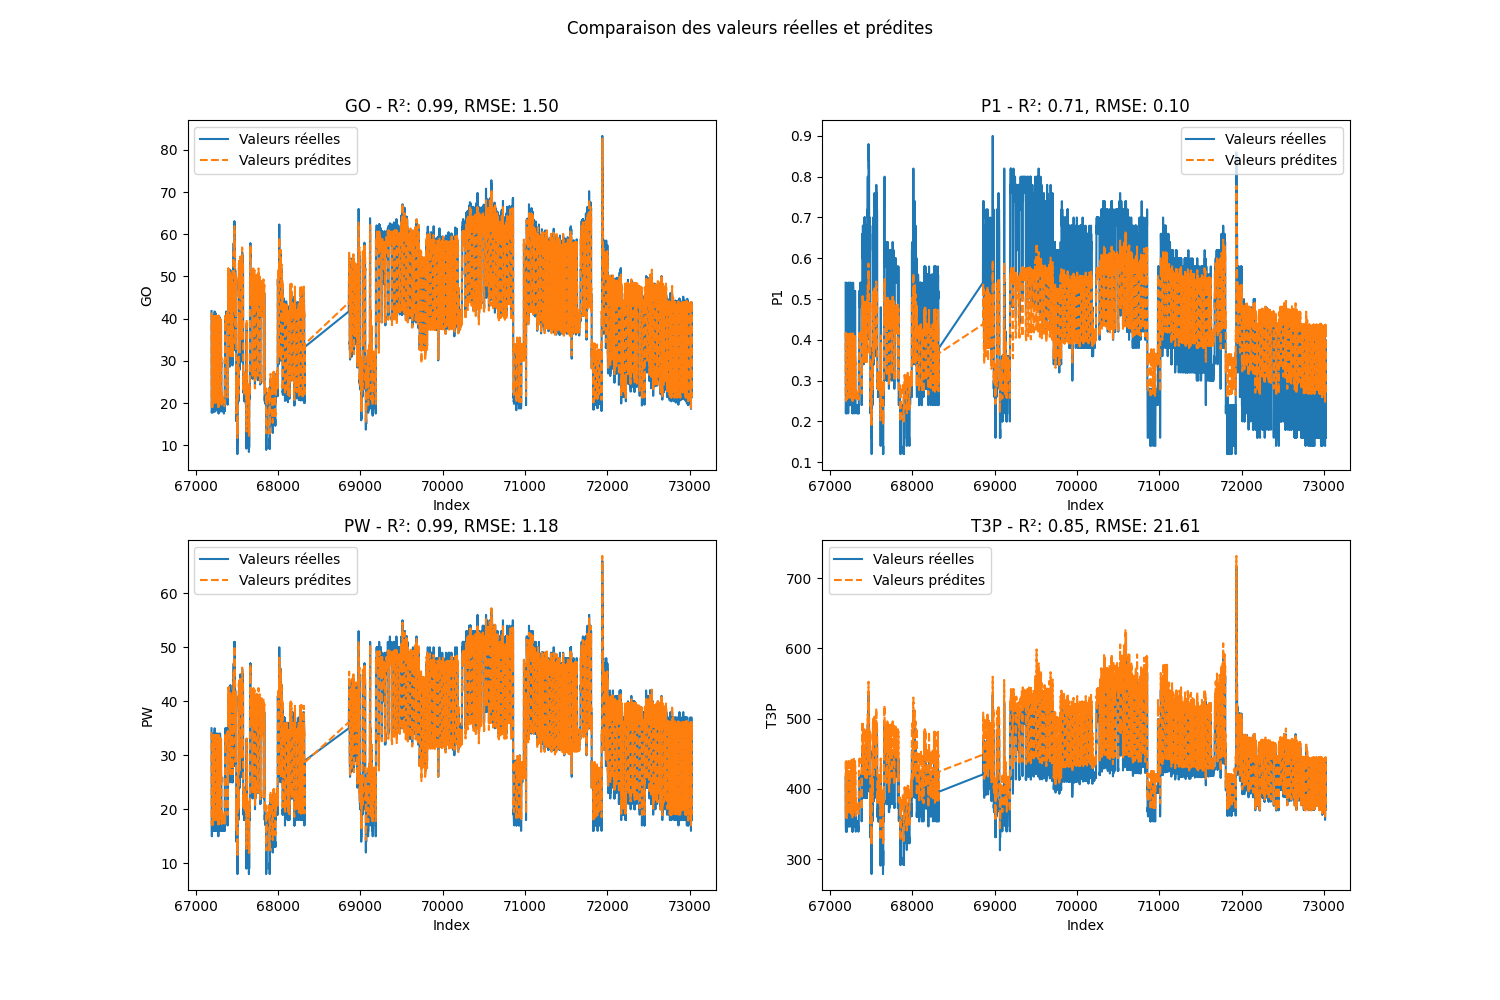 Comparaison des valeurs réelles et prédites
GO - R²: 0.99, RMSE: 1.50
Valeurs réelles
Valeurs prédites
GO
80
70
60
50
40
30
20
10
67000 68000 69000 70000 71000 72000 73000
Index
P1 - R²: 0.71, RMSE: 0.10
Valeurs réelles
Valeurs prédites
P1
0.9
0.8
0.7
0.6
0.5
0.4
0.3
0.2
0.1
67000 68000 69000 70000 71000 72000 73000
Index
PW - R²: 0.99, RMSE: 1.18
Valeurs réelles
Valeurs prédites
PW
60
50
40
30
20
10
67000 68000 69000 70000 71000 72000 73000
Index
T3P - R²: 0.85, RMSE: 21.61
Valeurs réelles
Valeurs prédites
T3P
700
600
500
400
300
67000 68000 69000 70000 71000 72000 73000
Index